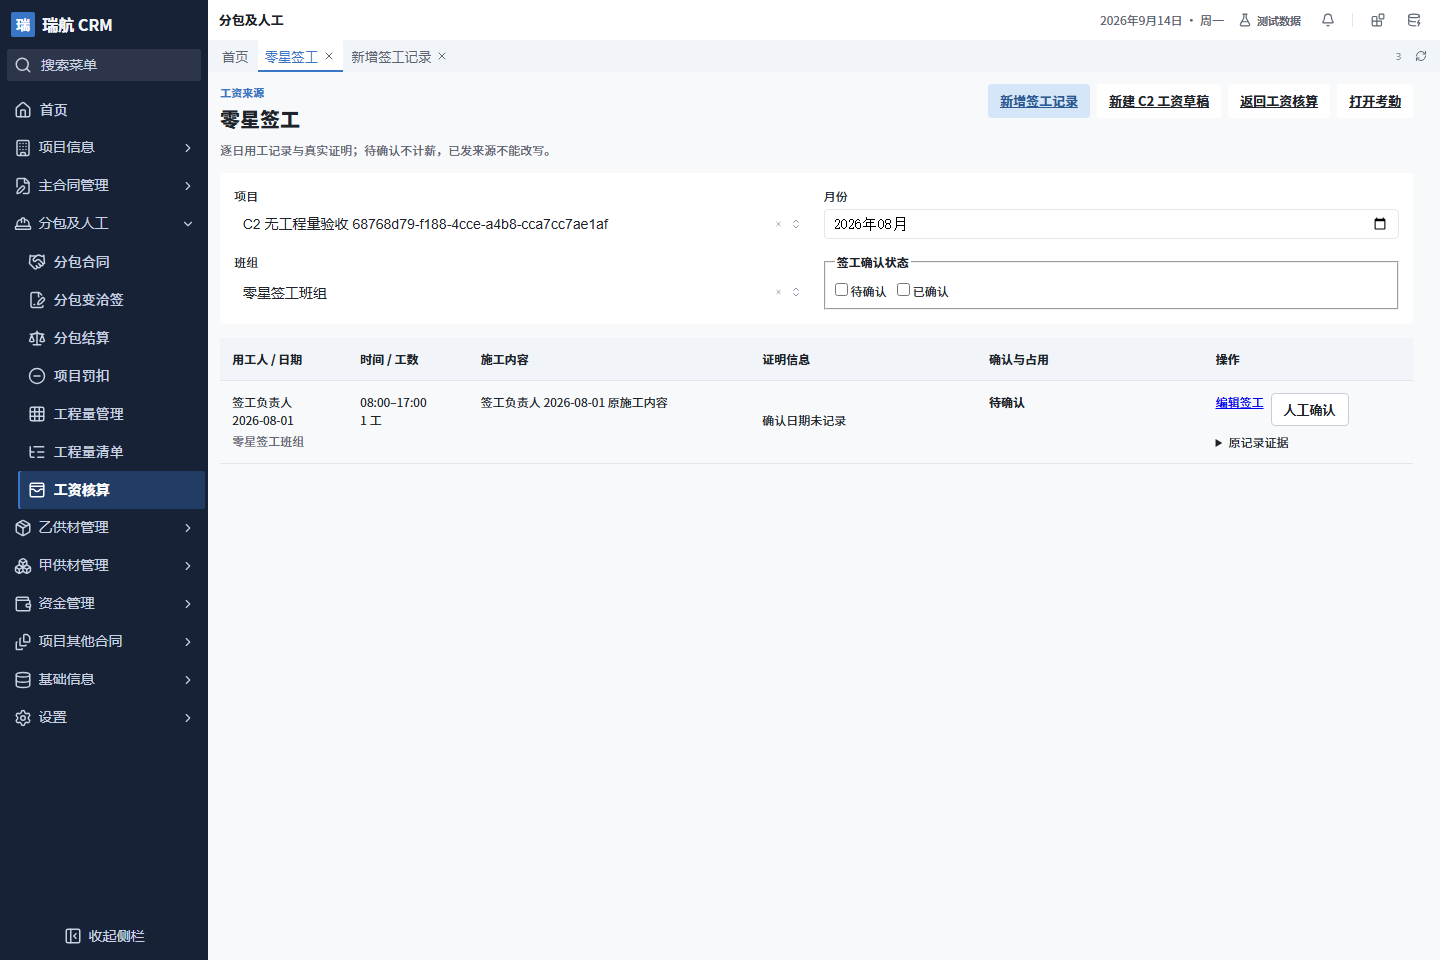 瑞 瑞航 CRM
搜索菜单
首页
项目信息
主合同管理
分包及人工
分包合同
分包变洽签
分包结算
项目罚扣
工程量管理
工程量清单
工资核算
乙供材管理
甲供材管理
资金管理
项目其他合同
基础信息
设置
收起侧栏
分包及人工
2026年9月14日 • 周一 测试数据
首页 零星签工 × 新增签工记录 × 3
工资来源
零星签工
逐日用工记录与真实证明；待确认不计薪，已发来源不能改写。
新增签工记录 新建 C2 工资草稿 返回工资核算 打开考勤
项目
C2 无工程量验收 68768d79-f188-4cce-a4b8-cca7cc7ae1af ×
月份
2026年08月
班组
零星签工班组 ×
签工确认状态
待确认 已确认
用工人 / 日期 时间 / 工数 施工内容 证明信息 确认与占用 操作
签工负责人 08:00–17:00 签工负责人 2026-08-01 原施工内容 待确认 编辑签工 人工确认
2026-08-01 1 工 确认日期未记录
零星签工班组 ▶ 原记录证据